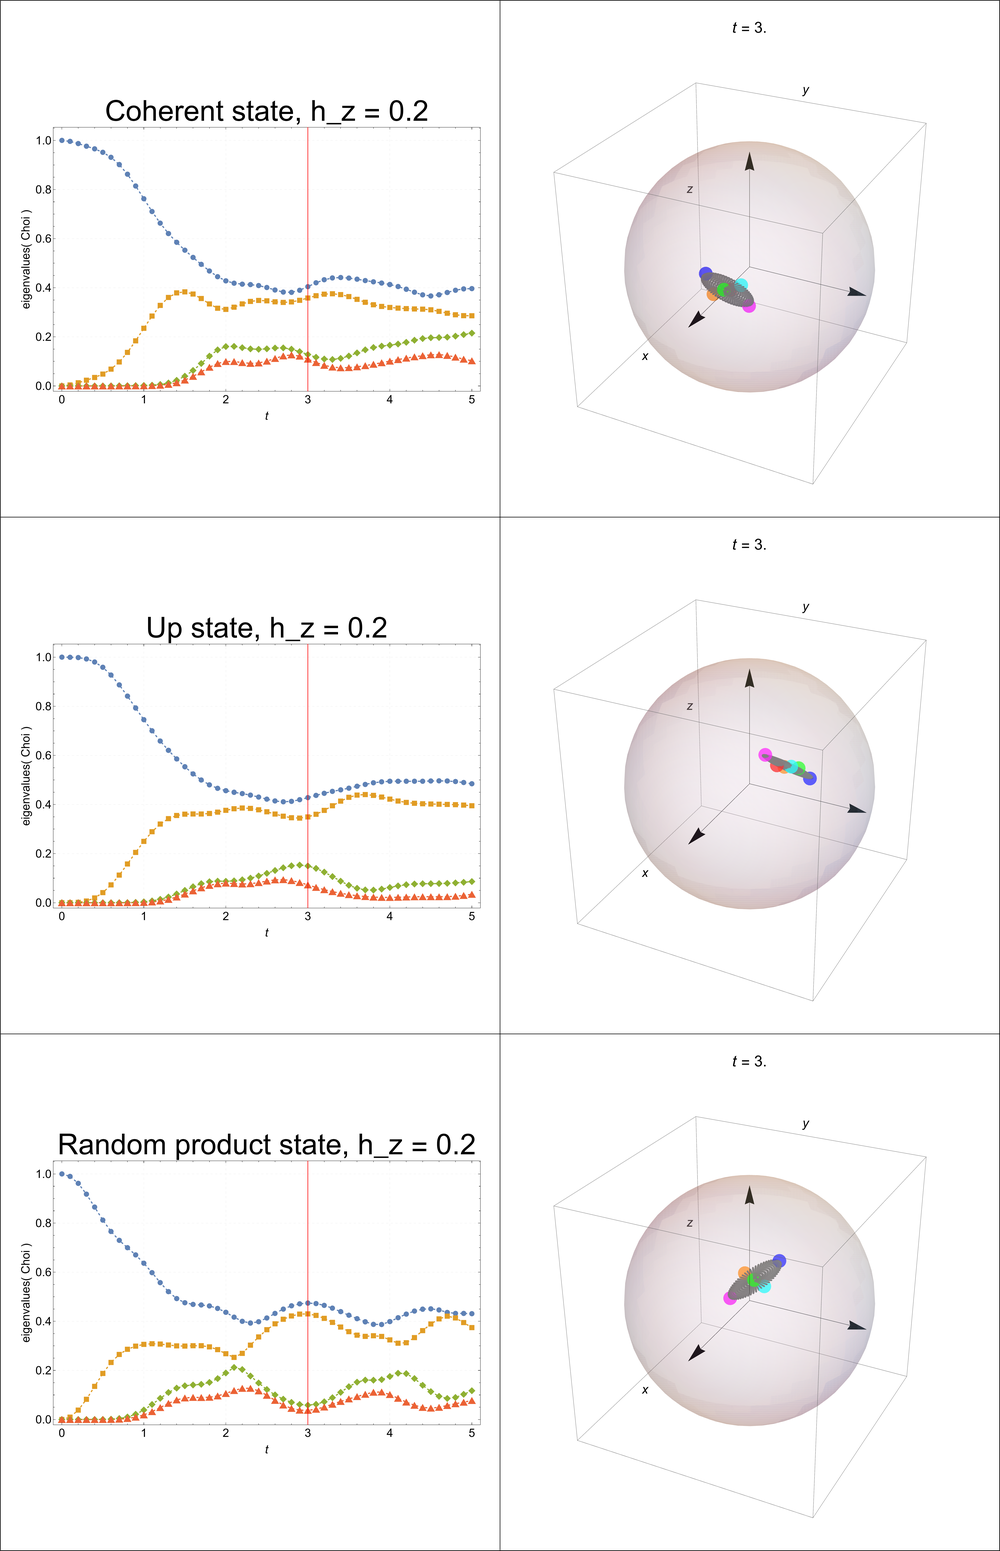 Coherent state, h_z = 0.2
eigenvalues( Choi )
1.0
0.8
0.6
0.4
0.2
0.0
0 1 2 3 4 5
t
t = 3.
y
z
x
Up state, h_z = 0.2
eigenvalues( Choi )
1.0
0.8
0.6
0.4
0.2
0.0
0 1 2 3 4 5
t
t = 3.
y
z
x
Random product state, h_z = 0.2
eigenvalues( Choi )
1.0
0.8
0.6
0.4
0.2
0.0
0 1 2 3 4 5
t
t = 3.
y
z
x